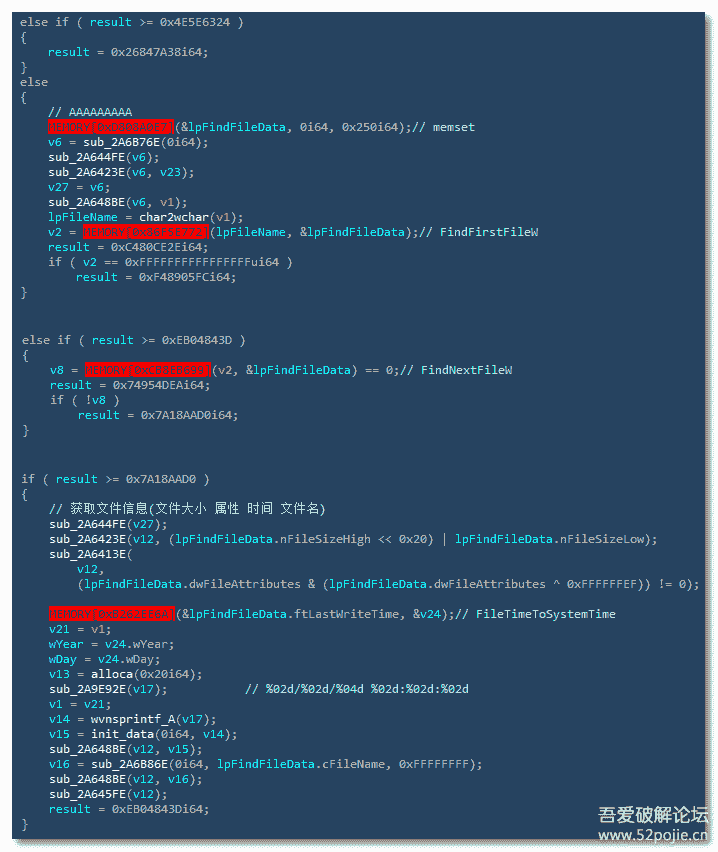 else if ( result >= 0x4E5E6324 )
{
result = 0x26847A38i64;
}
else
{
// AAAAAAAAA
(&lpFindFileData, 0i64, 0x250i64);// memset
v6 = sub_2A6B76E(0i64);
sub_2A644FE(v6);
sub_2A6423E(v6, v23);
v27 = v6;
sub_2A648BE(v6, v1);
lpFileName = char2wchar(v1);
v2 = (lpFileName, &lpFindFileData);// FindFirstFileW
result = 0xC480CE2Ei64;
if ( v2 == 0xFFFFFFFFFFFFFFFFui64 )
result = 0xF48905FCi64;
}
else if ( result >= 0xEB04843D )
{
v8 = (v2, &lpFindFileData) == 0;// FindNextFileW
result = 0x74954DEAi64;
if ( !v8 )
result = 0x7A18AAD0i64;
}
if ( result >= 0x7A18AAD0 )
{
// 获取文件信息(文件大小 属性 时间 文件名)
sub_2A644FE(v27);
sub_2A6423E(v12, (lpFindFileData.nFileSizeHigh << 0x20) | lpFindFileData.nFileSizeLow);
sub_2A6413E(
v12,
(lpFindFileData.dwFileAttributes & (lpFindFileData.dwFileAttributes ^ 0xFFFFFFEF)) != 0);
(&lpFindFileData.ftLastWriteTime, &v24);// FileTimeToSystemTime
v21 = v1;
wYear = v24.wYear;
wDay = v24.wDay;
v13 = alloca(0x20i64);
sub_2A9E92E(v17); // %02d/%02d/%04d %02d:%02d:%02d
v1 = v21;
v14 = wvnsprintf_A(v17);
v15 = init_data(0i64, v14);
sub_2A648BE(v12, v15);
v16 = sub_2A6B86E(0i64, lpFindFileData.cFileName, 0xFFFFFFFF);
sub_2A648BE(v12, v16);
sub_2A645FE(v12);
result = 0xEB04843Di64;
}
吾爱破解论坛
www.52pojie.cn